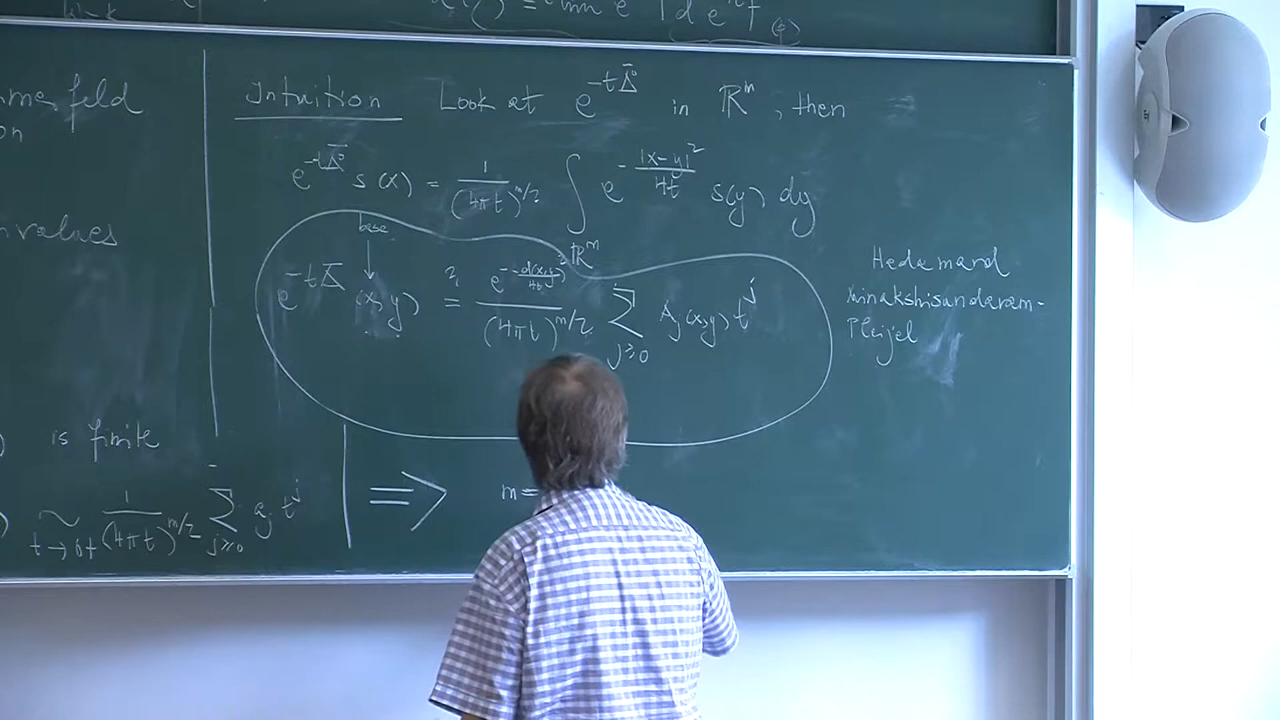 is finite
∼ t→0+ 1/(4πt)^{m/2} Σ_{j≥0} a_j t^j
Intuition Look at e^{-tΔ̄°} in ℝ^m, then
e^{-tΔ̄°} s(x) = 1/(4πt)^{m/2} ∫_{ℝ^m} e^{-|x-y|²/4t} s(y) dy
base
↓
e^{-tΔ̄} (x,y) ?= e^{-d(x,y)²/4t}/(4πt)^{m/2} Σ_{j≥0} A_j(x,y) t^j
⟹ m=
Minakshisundaram-
Pleijel